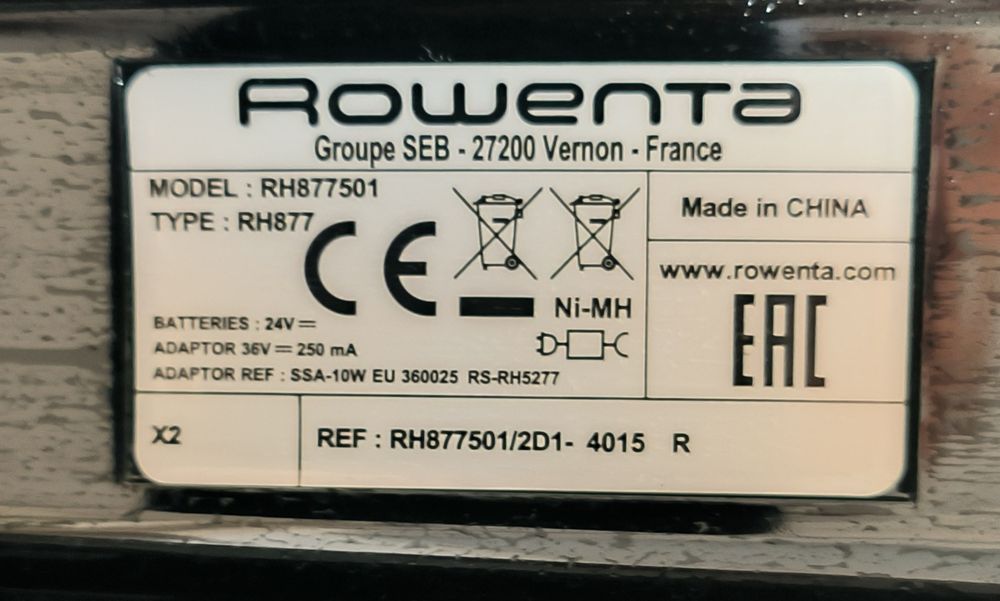 Rowenta
Groupe SEB - 27200 Vernon - France
MODEL : RH877501
TYPE : RH877
CE
Made in CHINA
www.rowenta.com
EAC
Ni-MH
BATTERIES : 24V
ADAPTOR 36V 250 mA
ADAPTOR REF : SSA-10W EU 360025 RS-RH5277
X2
REF : RH877501/2D1- 4015 R